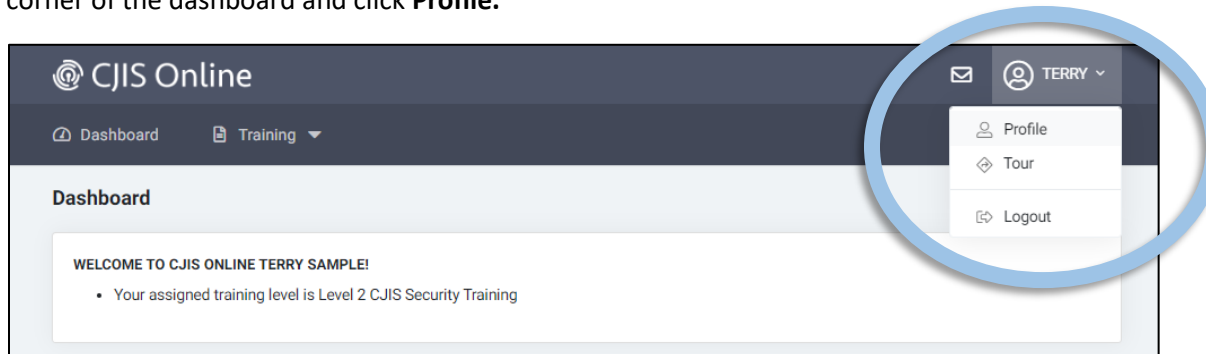 corner of the dashboard and click Profile.
CJIS Online
TERRY
Dashboard Training
Profile
Tour
Logout
Dashboard
WELCOME TO CJIS ONLINE TERRY SAMPLE!
• Your assigned training level is Level 2 CJIS Security Training